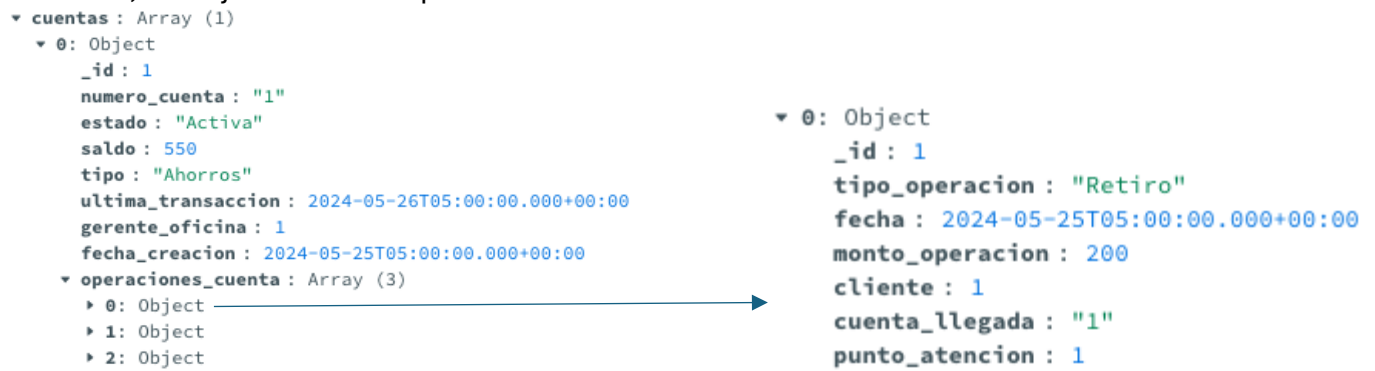 cuentas : Array (1)
0: Object
_id : 1
numero_cuenta : "1"
estado : "Activa"
saldo : 550
tipo : "Ahorros"
ultima_transaccion : 2024-05-26T05:00:00.000+00:00
gerente_oficina : 1
fecha_creacion : 2024-05-25T05:00:00.000+00:00
operaciones_cuenta : Array (3)
0: Object
1: Object
2: Object
0: Object
_id : 1
tipo_operacion : "Retiro"
fecha : 2024-05-25T05:00:00.000+00:00
monto_operacion : 200
cliente : 1
cuenta_llegada : "1"
punto_atencion : 1